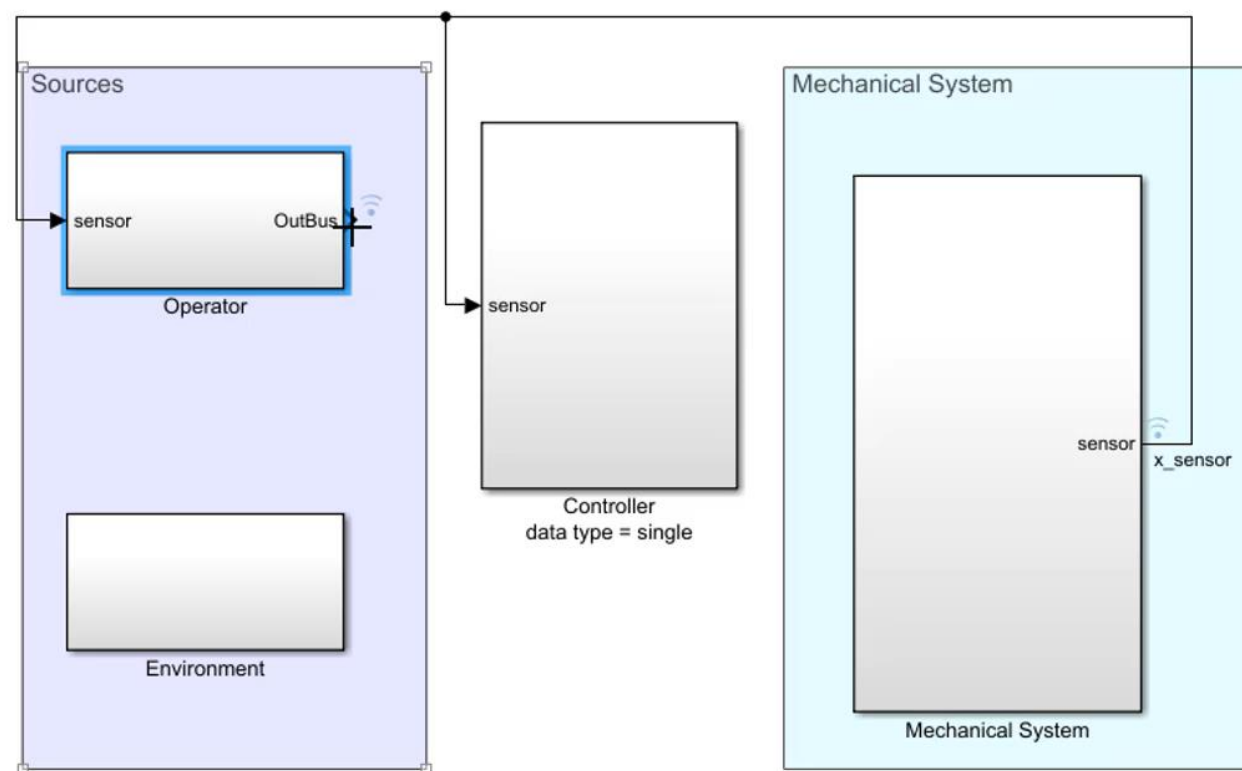 Sources
sensor
OutBus
Operator
Environment
sensor
Controller
data type = single
Mechanical System
sensor
x_sensor
Mechanical System